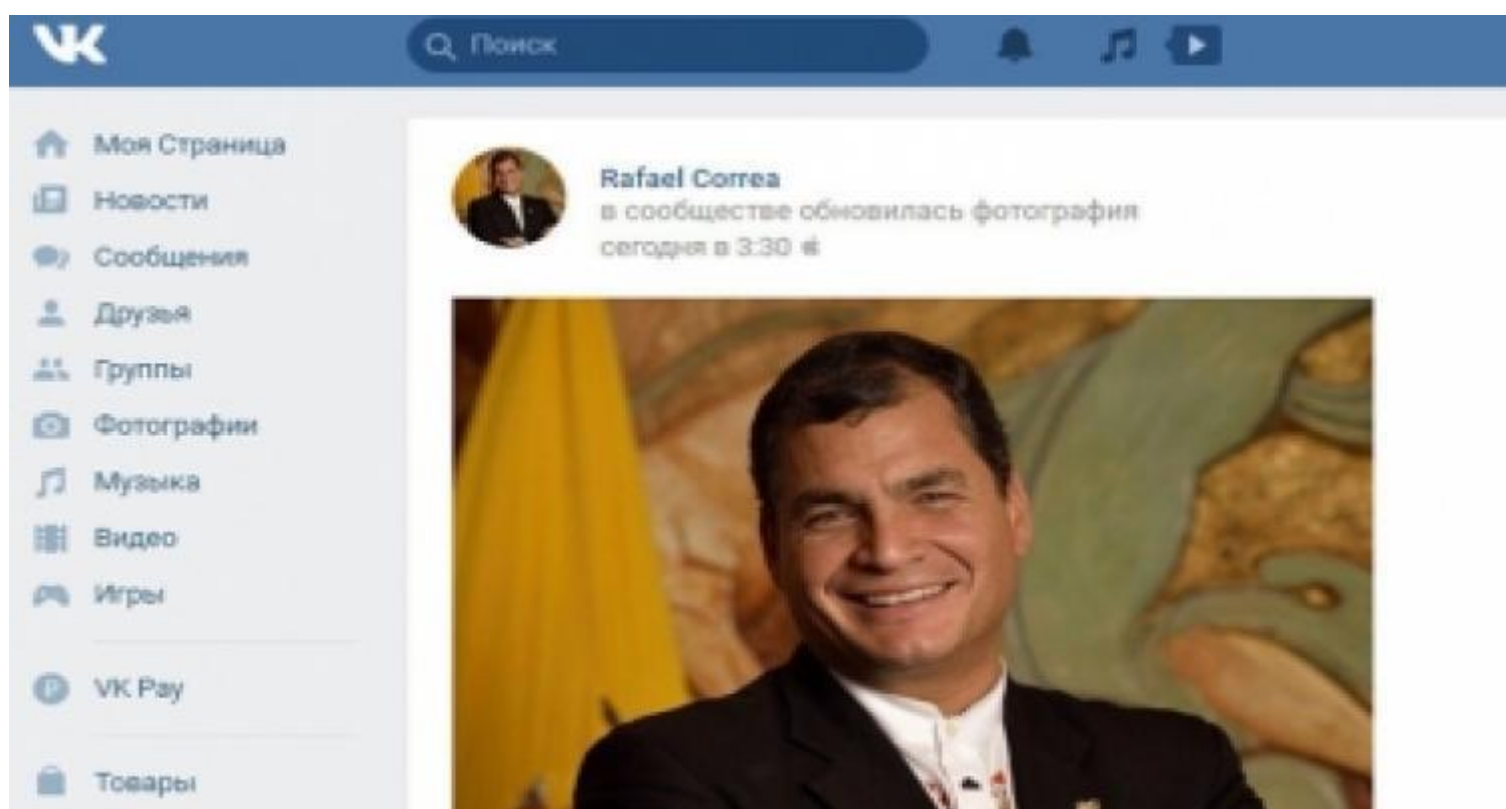 VK
Поиск
Моя Страница
Новости
Сообщения
Друзья
Группы
Фотографии
Музыка
Видео
Игры
VK Pay
Товары
Rafael Correa
в сообществе обновилась фотография
сегодня в 3:30